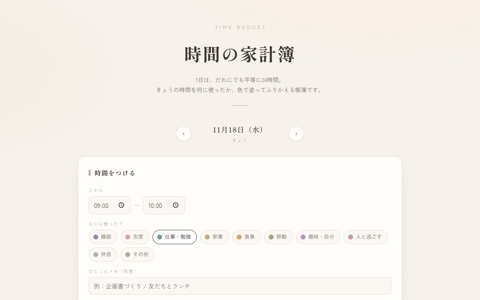 TIME BUDGET
時間の家計簿
1日は、だれにでも平等に24時間。
きょうの時間を何に使ったか、色で塗ってふりかえる帳簿です。
‹ 11月18日（水） ›
きょう
時間をつける
09:00 — 10:00
なにに使った？
睡眠 支度 仕事・勉強 家事 食事 移動 趣味・自分 人と過ごす
休息 その他
ひとことメモ（任意）
例：企画書づくり / 友だちとランチ